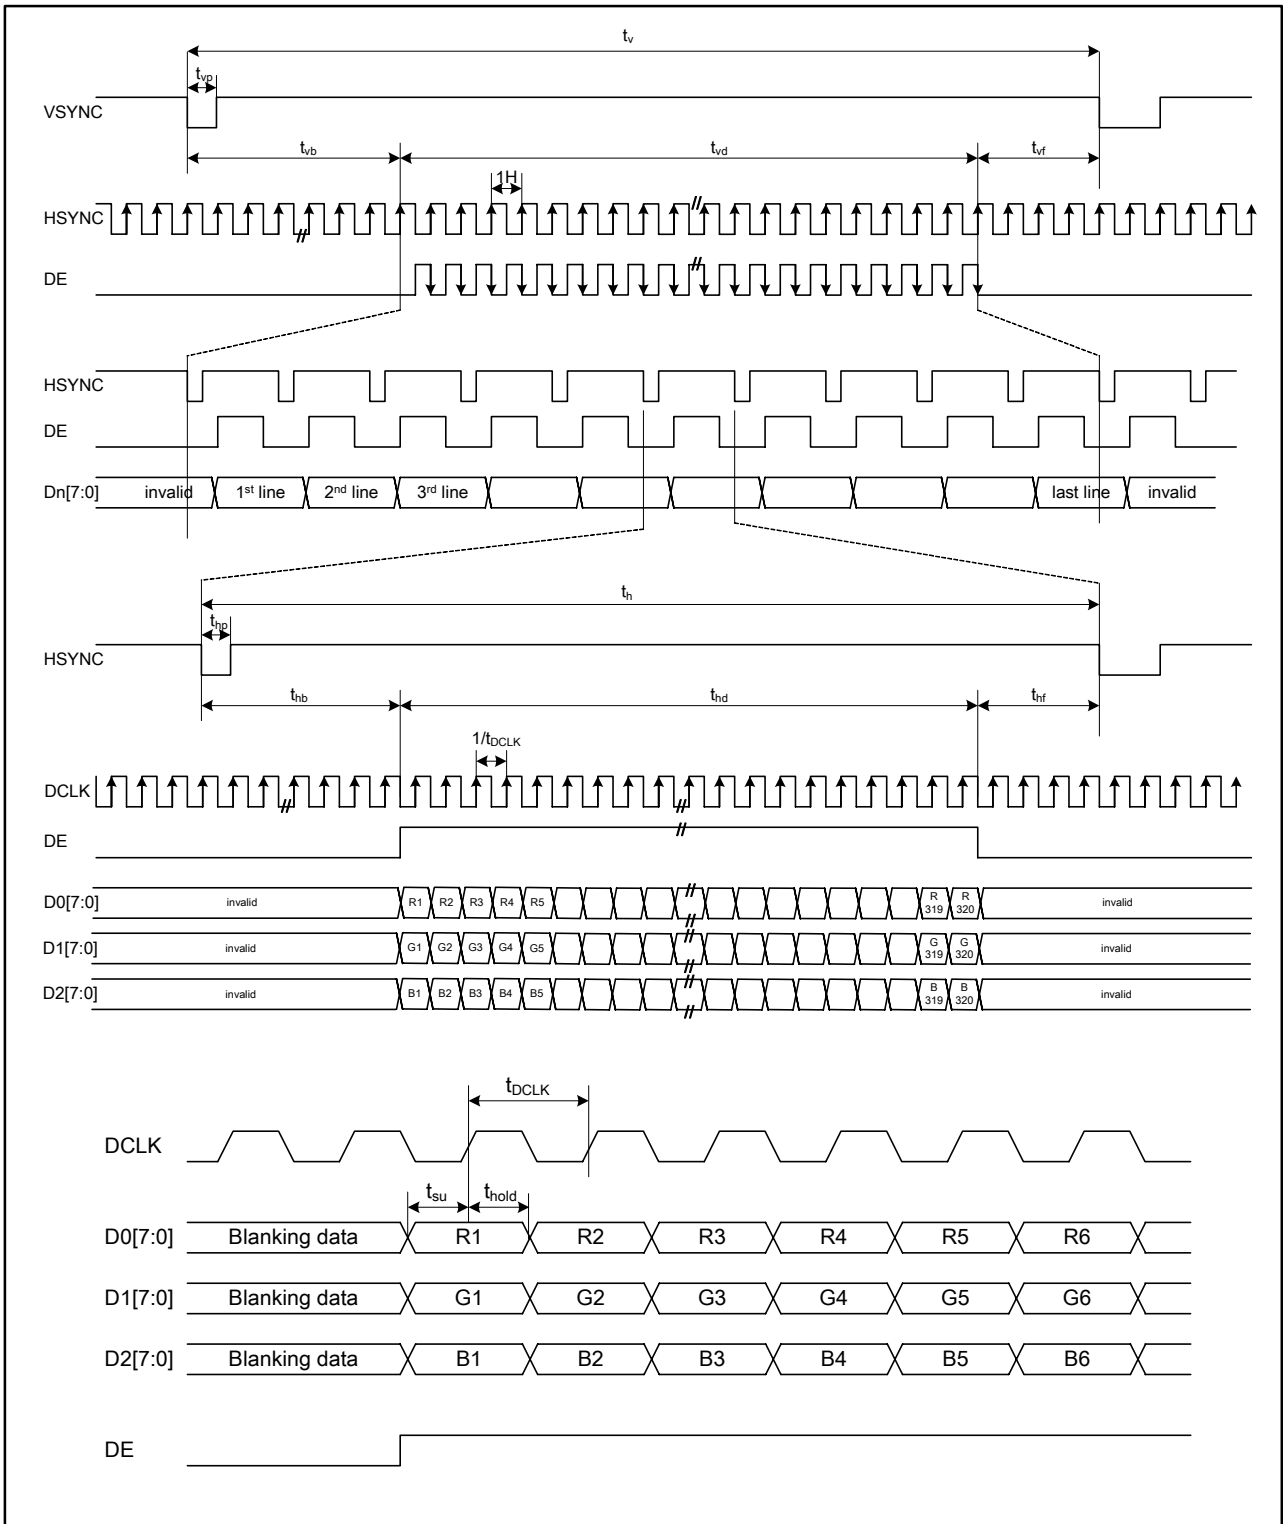 tv
tvp
VSYNC
tvb tvd tvf
1H
HSYNC
DE
HSYNC
DE
Dn[7:0] invalid 1st line 2nd line 3rd line last line invalid
th
thp
HSYNC
thb thd thf
1/tDCLK
DCLK
DE
D0[7:0] invalid R1 R2 R3 R4 R5 R 319 R 320 invalid
D1[7:0] invalid G1 G2 G3 G4 G5 G 319 G 320 invalid
D2[7:0] invalid B1 B2 B3 B4 B5 B 319 B 320 invalid
tDCLK
DCLK
tsu thold
D0[7:0] Blanking data R1 R2 R3 R4 R5 R6
D1[7:0] Blanking data G1 G2 G3 G4 G5 G6
D2[7:0] Blanking data B1 B2 B3 B4 B5 B6
DE